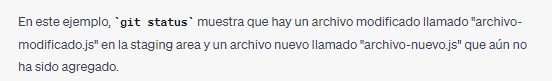 En este ejemplo, `git status` muestra que hay un archivo modificado llamado "archivo-
modificado.js" en la staging area y un archivo nuevo llamado "archivo-nuevo.js" que aún no
ha sido agregado.